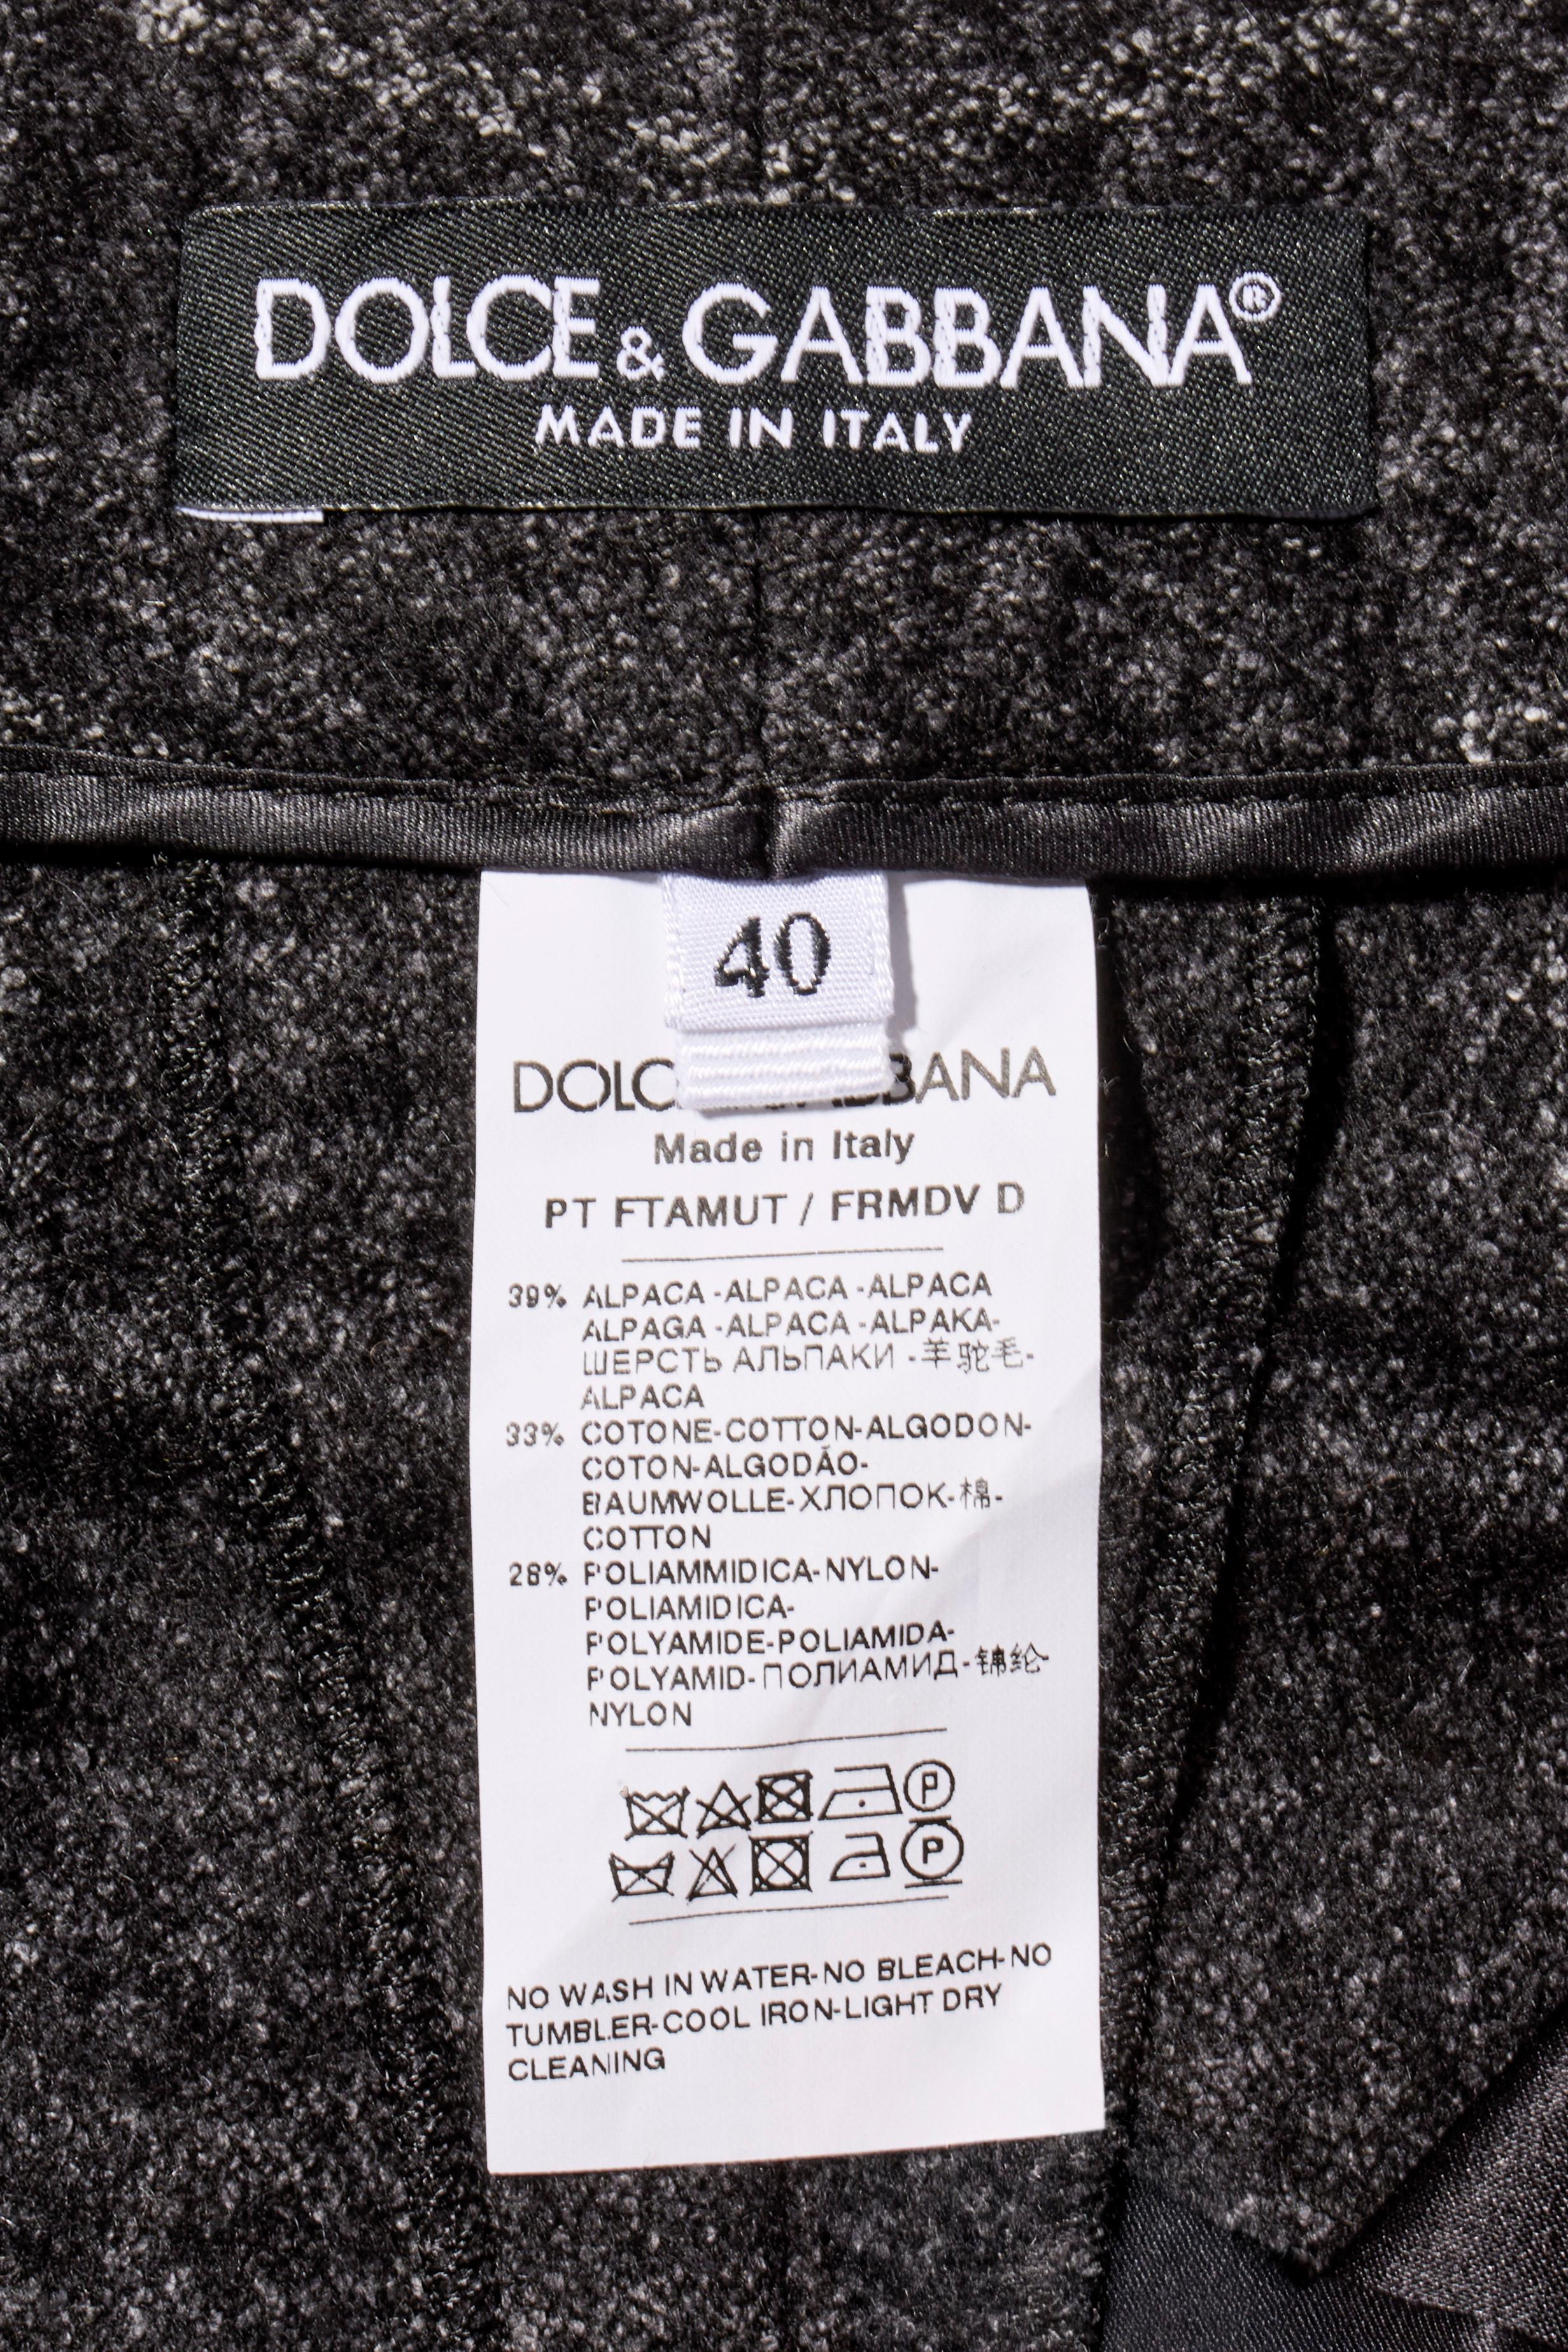 DOLCE & GABBANA®
MADE IN ITALY
40
DOLC BANA
Made in Italy
PT FTAMUT / FRMDV D
39% ALPACA -ALPACA -ALPACA
ALPAGA -ALPACA -ALPAKA-
ШЕРСТЬ АЛЬПАКИ -羊驼毛-
ALPACA
33% COTONE-COTTON-ALGODON-
COTON-ALGODÃO-
BAUMWOLLE-ХЛОПОК-棉-
COTTON
28% POLIAMMIDICA-NYLON-
POLIAMIDICA-
POLYAMIDE-POLIAMIDA-
POLYAMID-ПОЛИАМИД-锦纶-
NYLON
P
P
NO WASH IN WATER-NO BLEACH-NO
TUMBLER-COOL IRON-LIGHT DRY
CLEANING